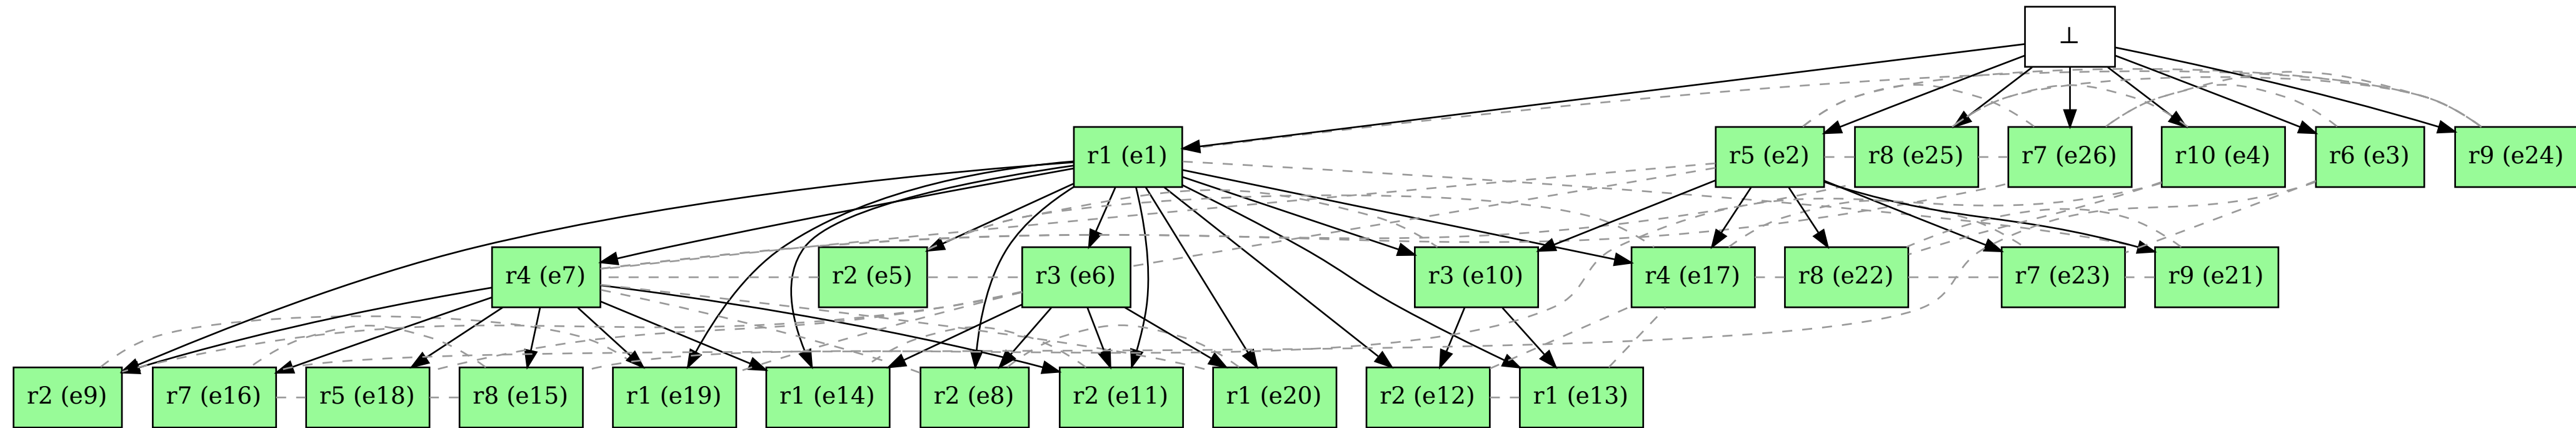 ⊥
r1 (e1)
r5 (e2)
r8 (e25)
r7 (e26)
r10 (e4)
r6 (e3)
r9 (e24)
r4 (e7)
r2 (e5)
r3 (e6)
r3 (e10)
r4 (e17)
r8 (e22)
r7 (e23)
r9 (e21)
r2 (e9)
r7 (e16)
r5 (e18)
r8 (e15)
r1 (e19)
r1 (e14)
r2 (e8)
r2 (e11)
r1 (e20)
r2 (e12)
r1 (e13)